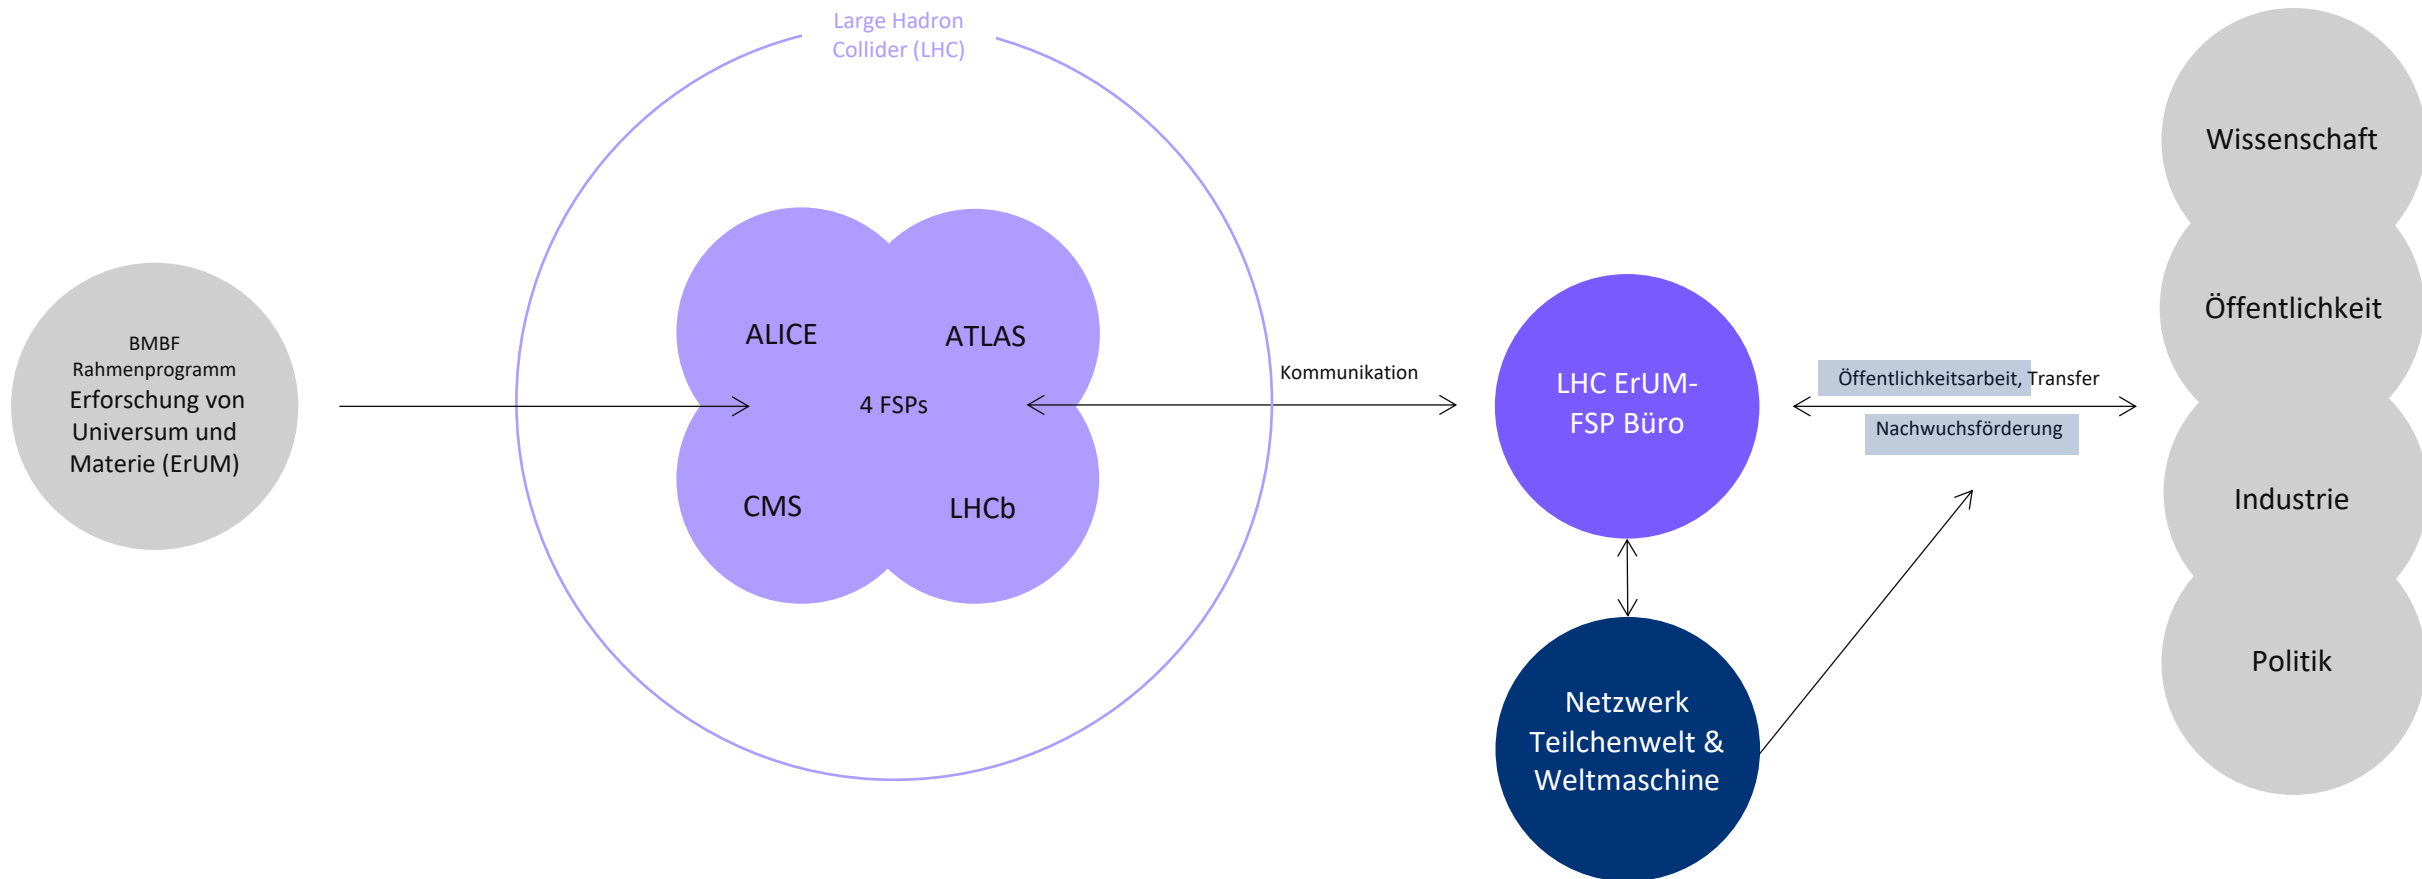 Large Hadron
Collider (LHC)
BMBF
Rahmenprogramm
Erforschung von
Universum und
Materie (ErUM)
ALICE
ATLAS
4 FSPs
CMS
LHCb
Kommunikation
LHC ErUM-
FSP Büro
Netzwerk
Teilchenwelt &
Weltmaschine
Öffentlichkeitsarbeit, Transfer
Nachwuchsförderung
Wissenschaft
Öffentlichkeit
Industrie
Politik